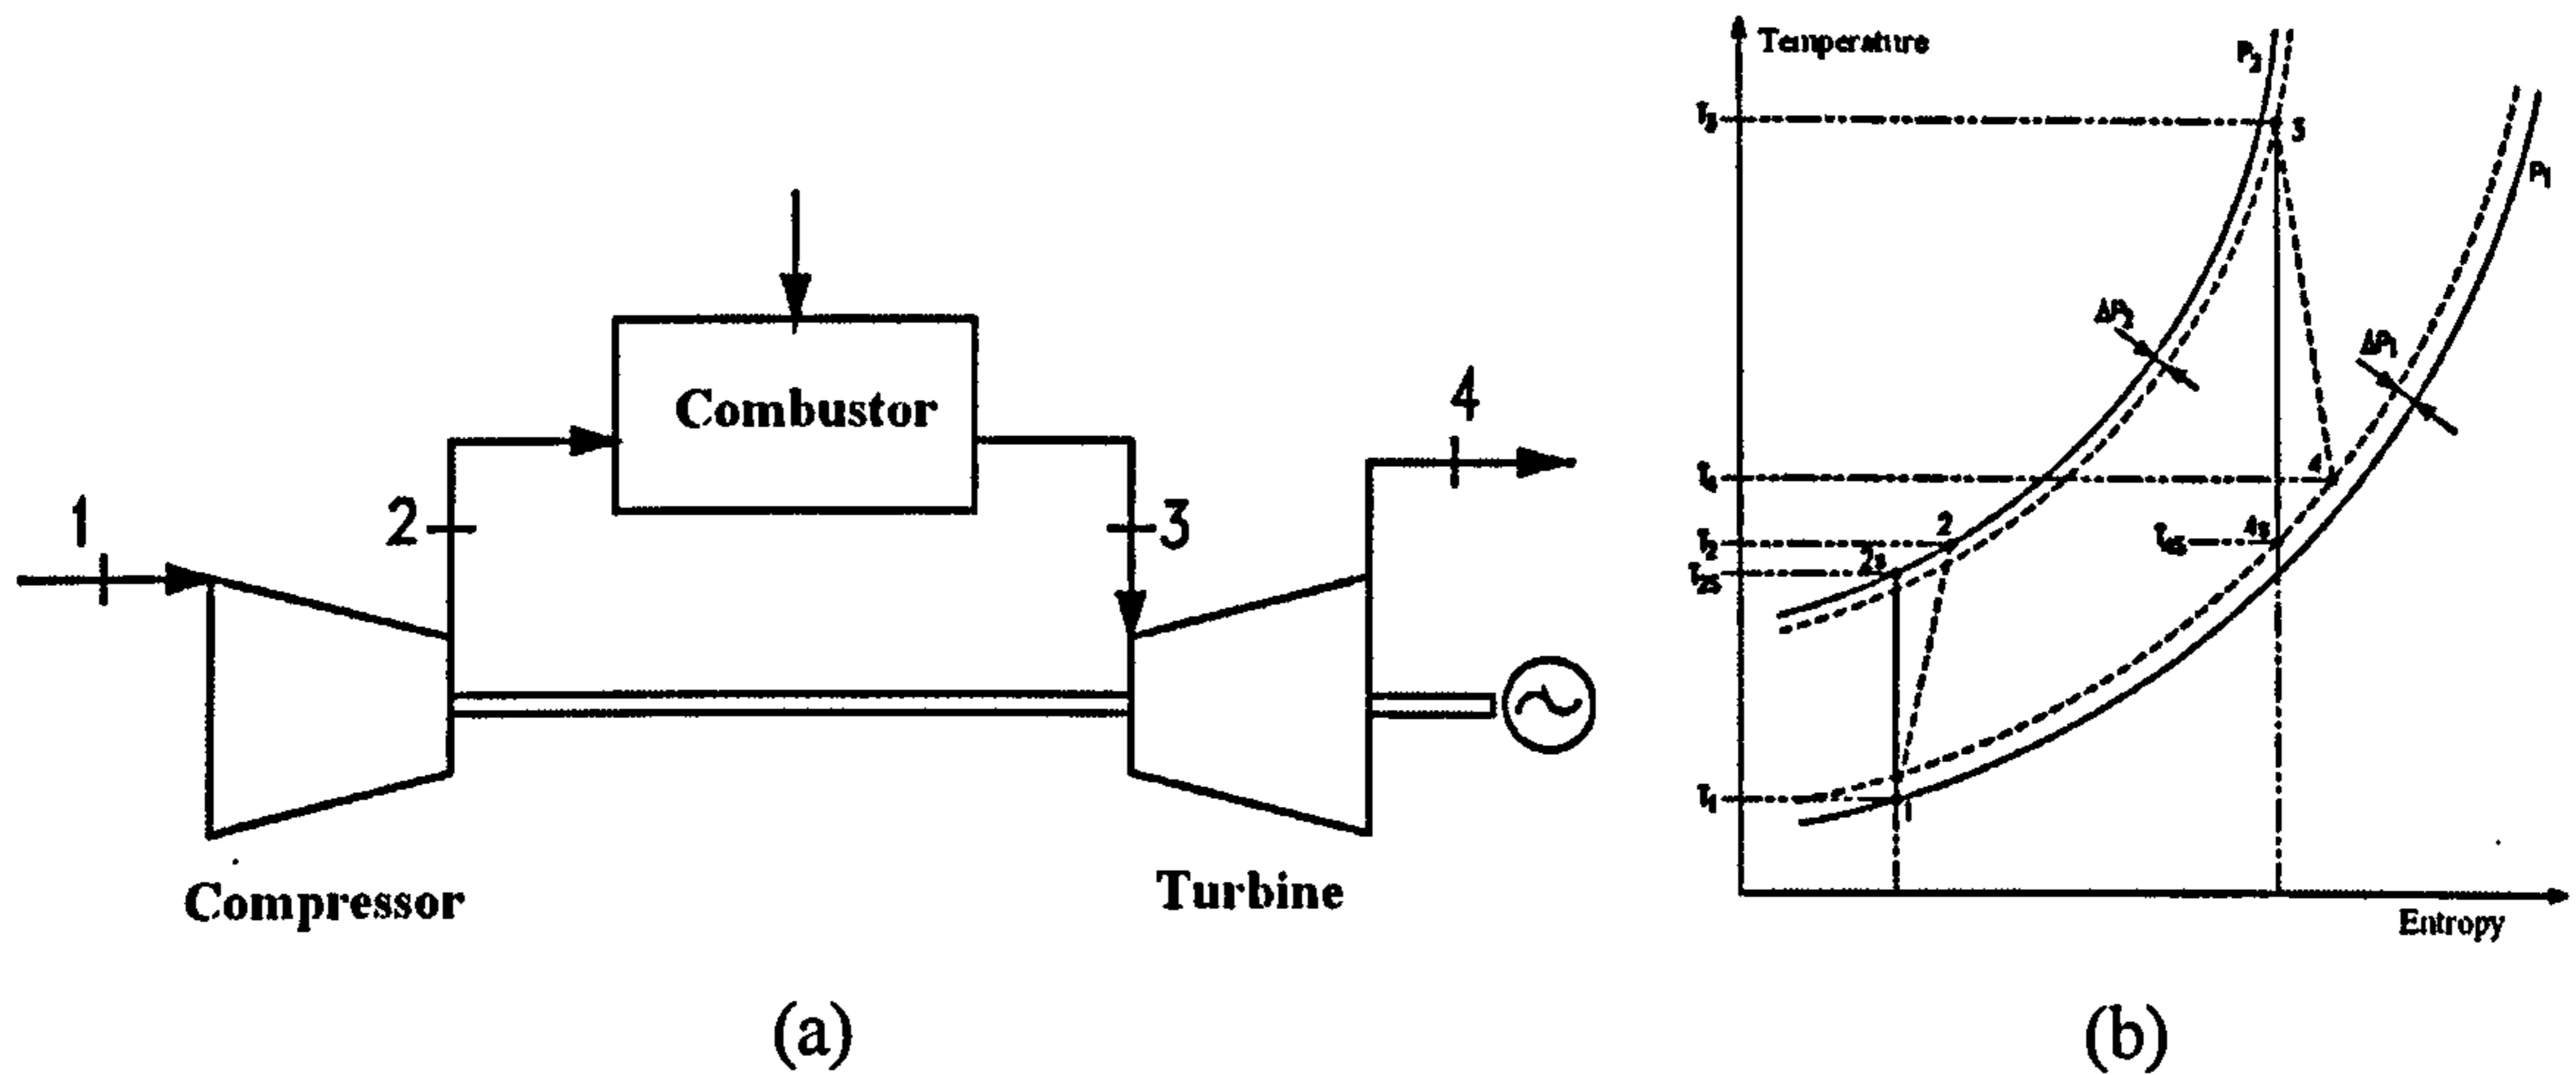 Combustor
1
2
3
4
Compressor
Turbine
(a)
Temperature
P2
T3
3
P1
ΔP2
ΔP1
T4
4
T2
2
2s
T2S
T4S
4s
T1
1
Entropy
(b)